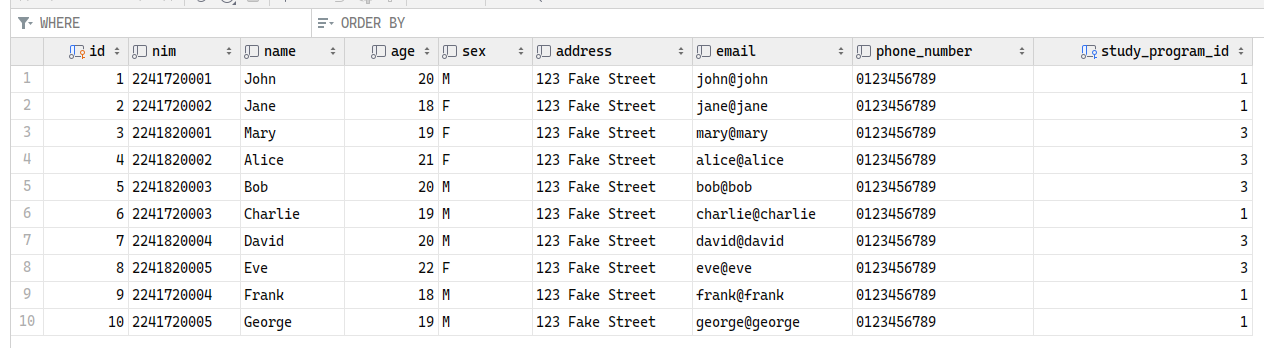 WHERE ORDER BY
id nim name age sex address email phone_number study_program_id
1 1 2241720001 John 20 M 123 Fake Street john@john 0123456789 1
2 2 2241720002 Jane 18 F 123 Fake Street jane@jane 0123456789 1
3 3 2241820001 Mary 19 F 123 Fake Street mary@mary 0123456789 3
4 4 2241820002 Alice 21 F 123 Fake Street alice@alice 0123456789 3
5 5 2241820003 Bob 20 M 123 Fake Street bob@bob 0123456789 3
6 6 2241720003 Charlie 19 M 123 Fake Street charlie@charlie 0123456789 1
7 7 2241820004 David 20 M 123 Fake Street david@david 0123456789 3
8 8 2241820005 Eve 22 F 123 Fake Street eve@eve 0123456789 3
9 9 2241720004 Frank 18 M 123 Fake Street frank@frank 0123456789 1
10 10 2241720005 George 19 M 123 Fake Street george@george 0123456789 1